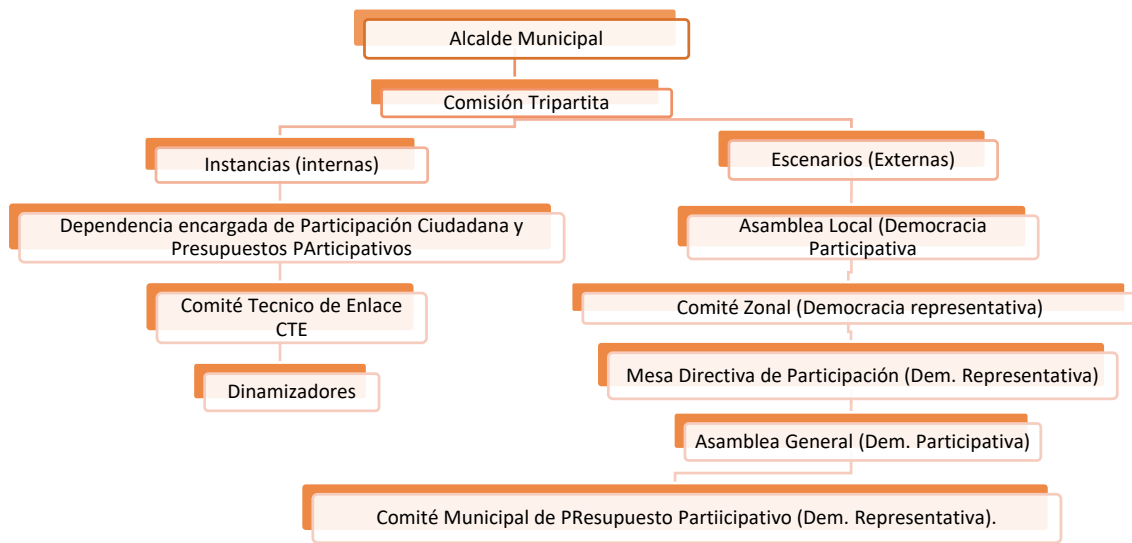 Alcalde Municipal
Comisión Tripartita
Instancias (internas)
Escenarios (Externas)
Dependencia encargada de Participación Ciudadana y
Presupuestos PArticipativos
Asamblea Local (Democracia
Participativa
Comité Tecnico de Enlace
CTE
Comité Zonal (Democracia representativa)
Dinamizadores
Mesa Directiva de Participación (Dem. Representativa)
Asamblea General (Dem. Participativa)
Comité Municipal de PResupuesto Partiicipativo (Dem. Representativa).